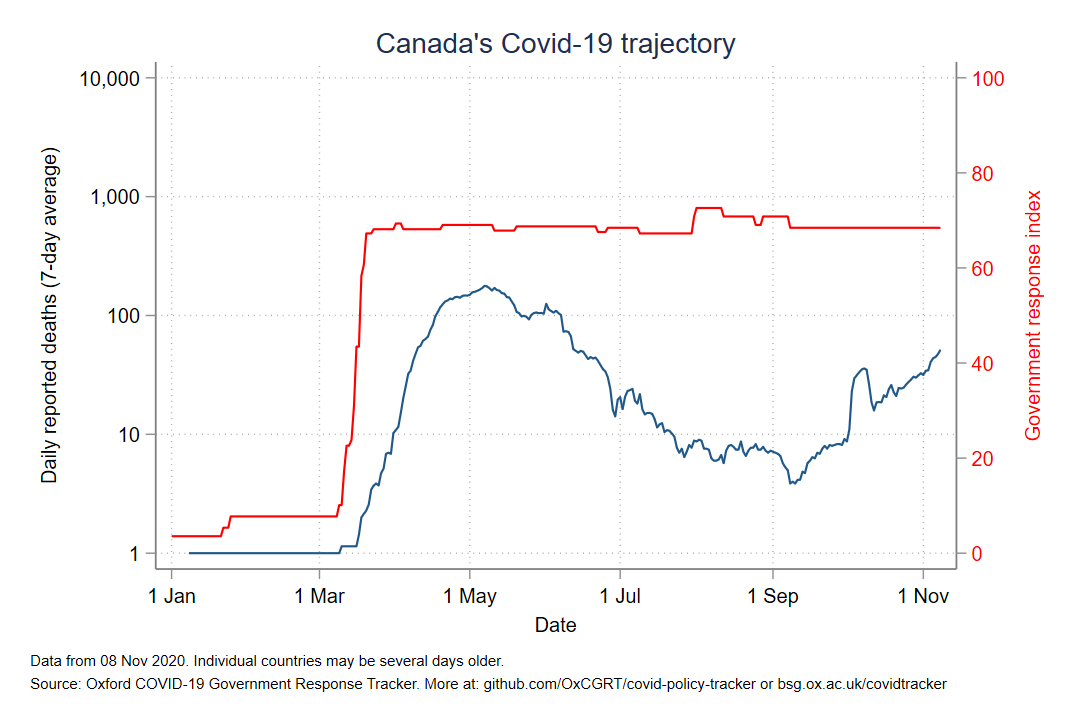 Canada's Covid-19 trajectory
10,000
1,000
100
10
1
Daily reported deaths (7-day average)
100
80
60
40
20
0
Government response index
1 Jan 1 Mar 1 May 1 Jul 1 Sep 1 Nov
Date
Data from 08 Nov 2020. Individual countries may be several days older.
Source: Oxford COVID-19 Government Response Tracker. More at: github.com/OxCGRT/covid-policy-tracker or bsg.ox.ac.uk/covidtracker